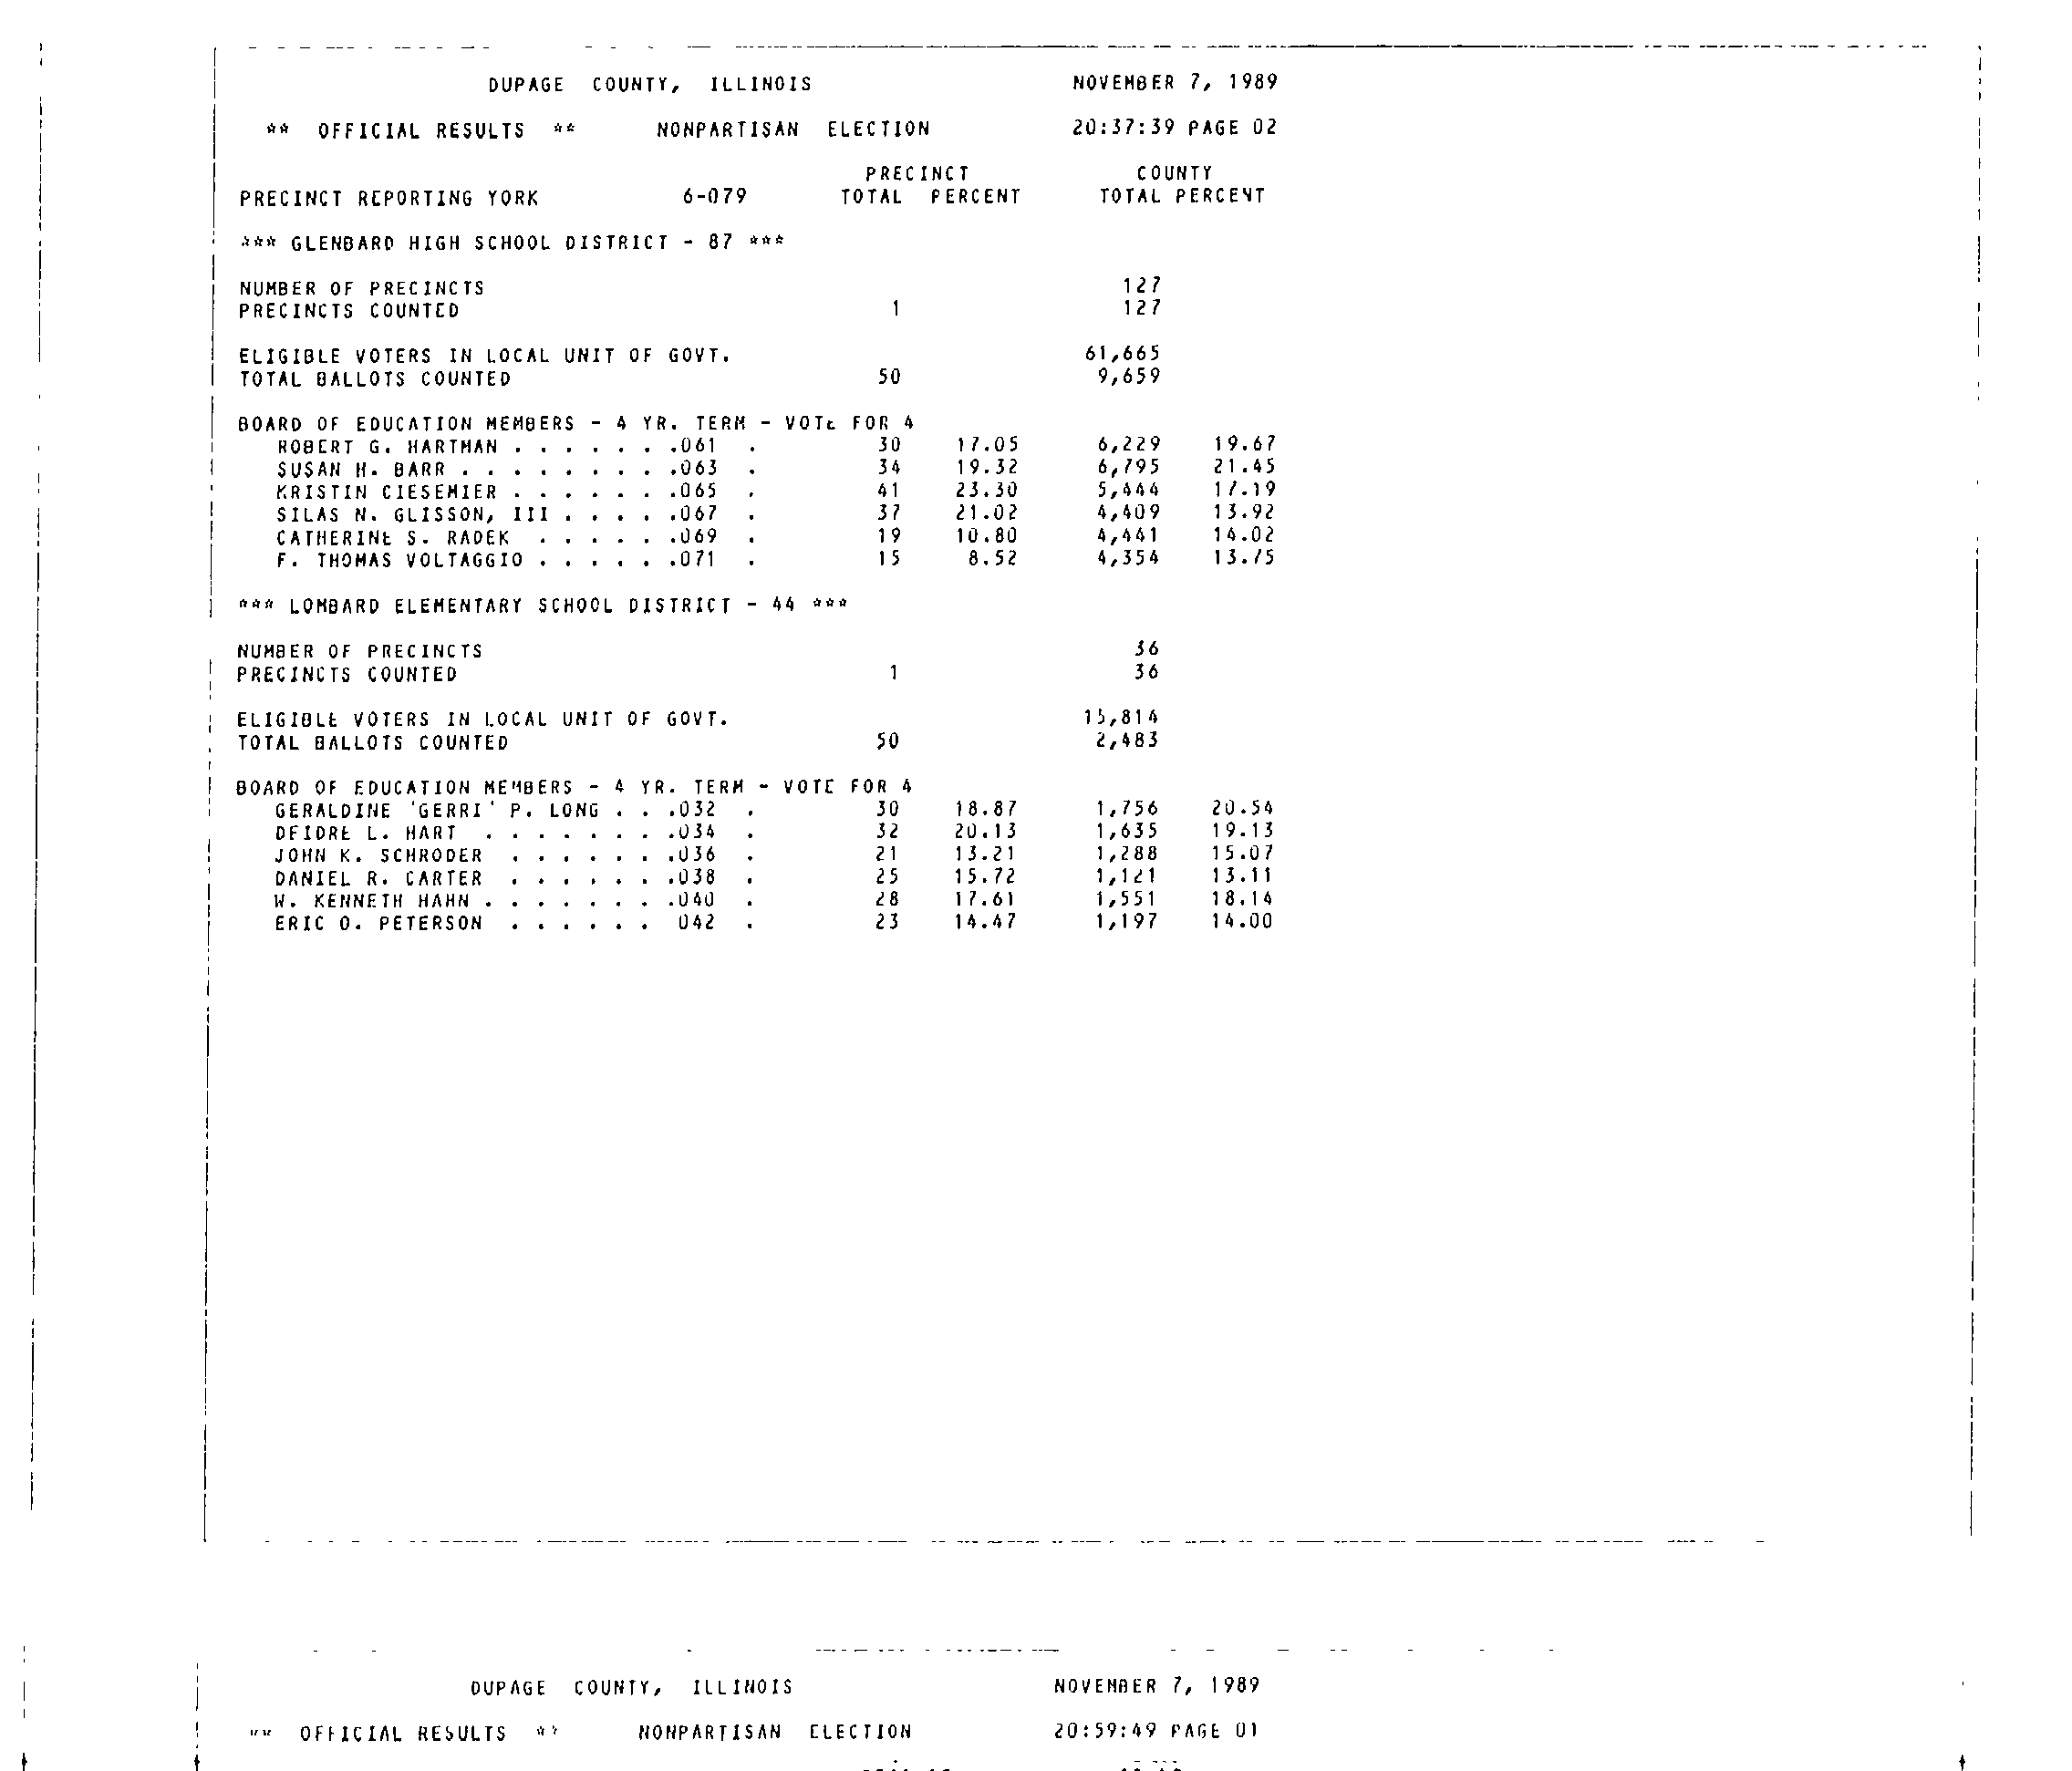 DUPAGE COUNTY, ILLINOIS NOVEMBER 7, 1989
** OFFICIAL RESULTS ** NONPARTISAN ELECTION 20:37:39 PAGE 02
PRECINCT COUNTY
PRECINCT REPORTING YORK 6-079 TOTAL PERCENT TOTAL PERCENT
*** GLENBARD HIGH SCHOOL DISTRICT - 87 ***
NUMBER OF PRECINCTS 127
PRECINCTS COUNTED 1 127
ELIGIBLE VOTERS IN LOCAL UNIT OF GOVT. 61,665
TOTAL BALLOTS COUNTED 50 9,659
BOARD OF EDUCATION MEMBERS - 4 YR. TERM - VOTE FOR 4
ROBERT G. HARTMAN . . . . . . .061 . 30 17.05 6,229 19.67
SUSAN H. BARR . . . . . . . . .063 . 34 19.32 6,795 21.45
KRISTIN CIESEMIER . . . . . . .065 . 41 23.30 5,444 17.19
SILAS N. GLISSON, III . . . . .067 . 37 21.02 4,409 13.92
CATHERINE S. RADEK . . . . . .069 . 19 10.80 4,441 14.02
F. THOMAS VOLTAGGIO . . . . . .071 . 15 8.52 4,354 13.75
*** LOMBARD ELEMENTARY SCHOOL DISTRICT - 44 ***
NUMBER OF PRECINCTS 36
PRECINCTS COUNTED 1 36
ELIGIBLE VOTERS IN LOCAL UNIT OF GOVT. 15,814
TOTAL BALLOTS COUNTED 50 2,483
BOARD OF EDUCATION MEMBERS - 4 YR. TERM - VOTE FOR 4
GERALDINE 'GERRI' P. LONG . . .032 . 30 18.87 1,756 20.54
DEIDRE L. HART . . . . . . . .034 . 32 20.13 1,635 19.13
JOHN K. SCHRODER . . . . . . .036 . 21 13.21 1,288 15.07
DANIEL R. CARTER . . . . . . .038 . 25 15.72 1,121 13.11
W. KENNETH HAHN . . . . . . . .040 . 28 17.61 1,551 18.14
ERIC O. PETERSON . . . . . . 042 . 23 14.47 1,197 14.00
DUPAGE COUNTY, ILLINOIS NOVEMBER 7, 1989
** OFFICIAL RESULTS ** NONPARTISAN ELECTION 20:59:49 PAGE 01